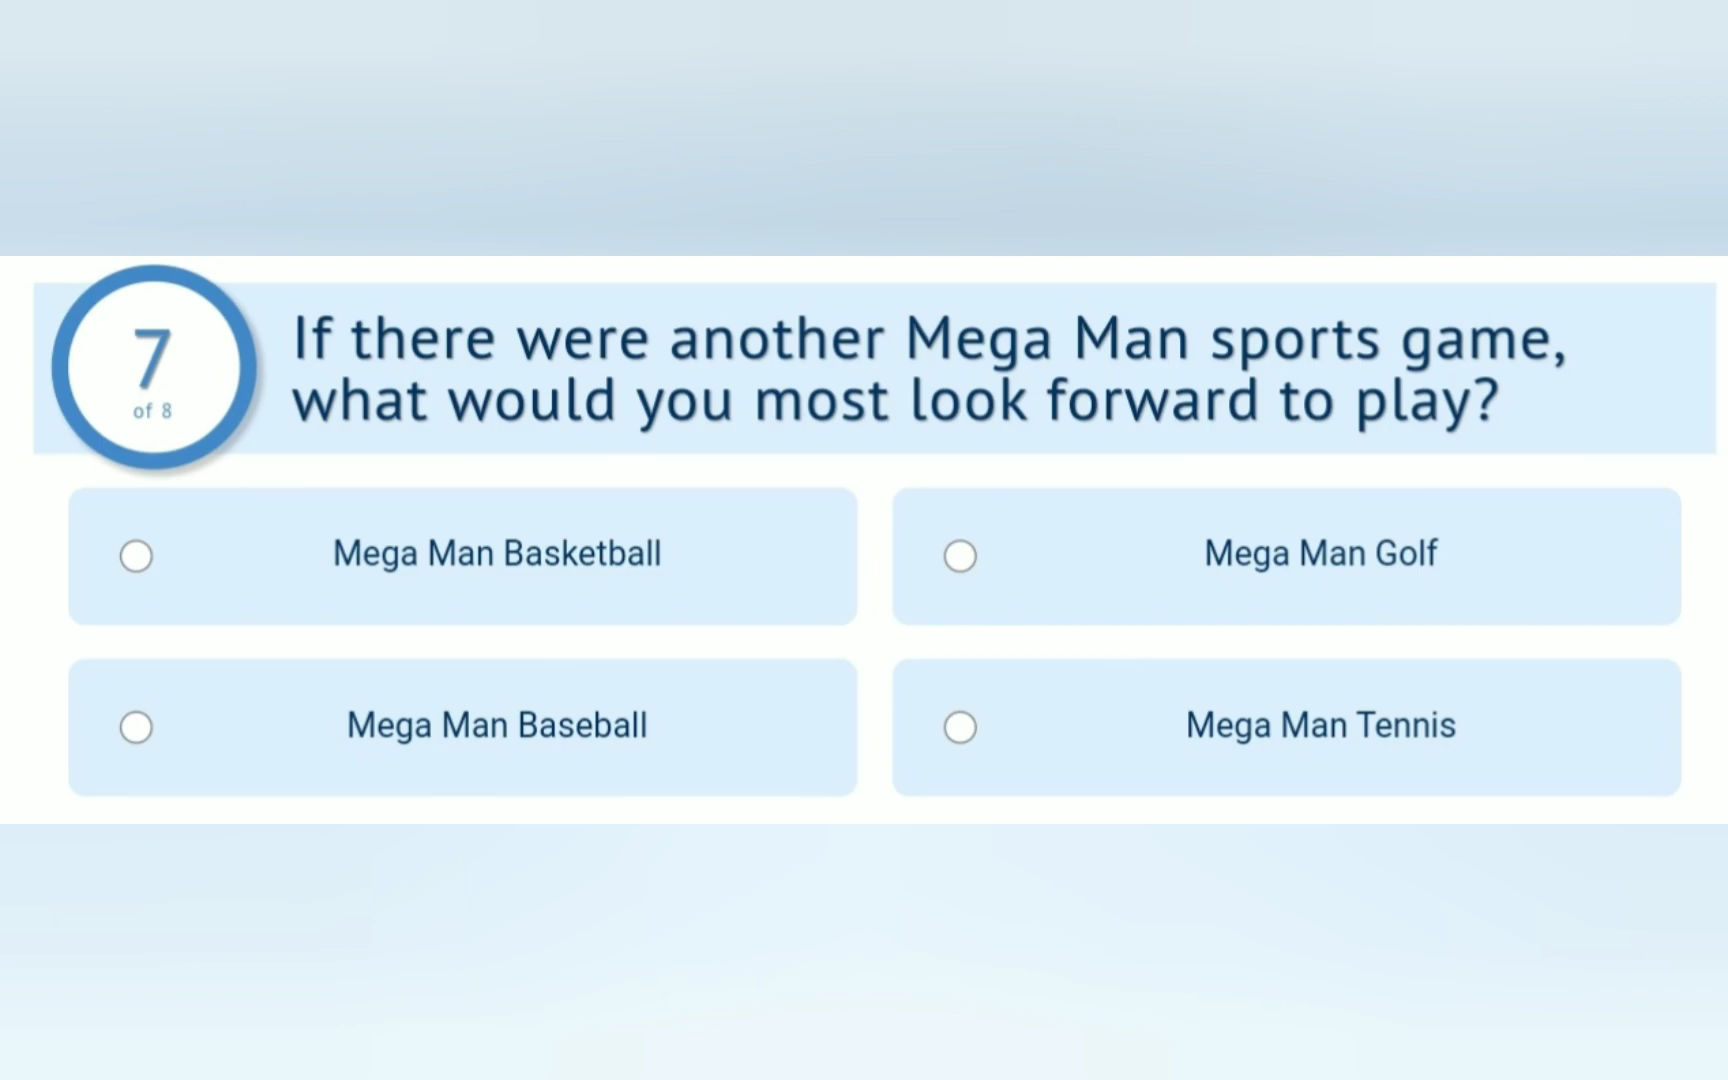 7
of 8
If there were another Mega Man sports game,
what would you most look forward to play?
Mega Man Basketball
Mega Man Golf
Mega Man Baseball
Mega Man Tennis